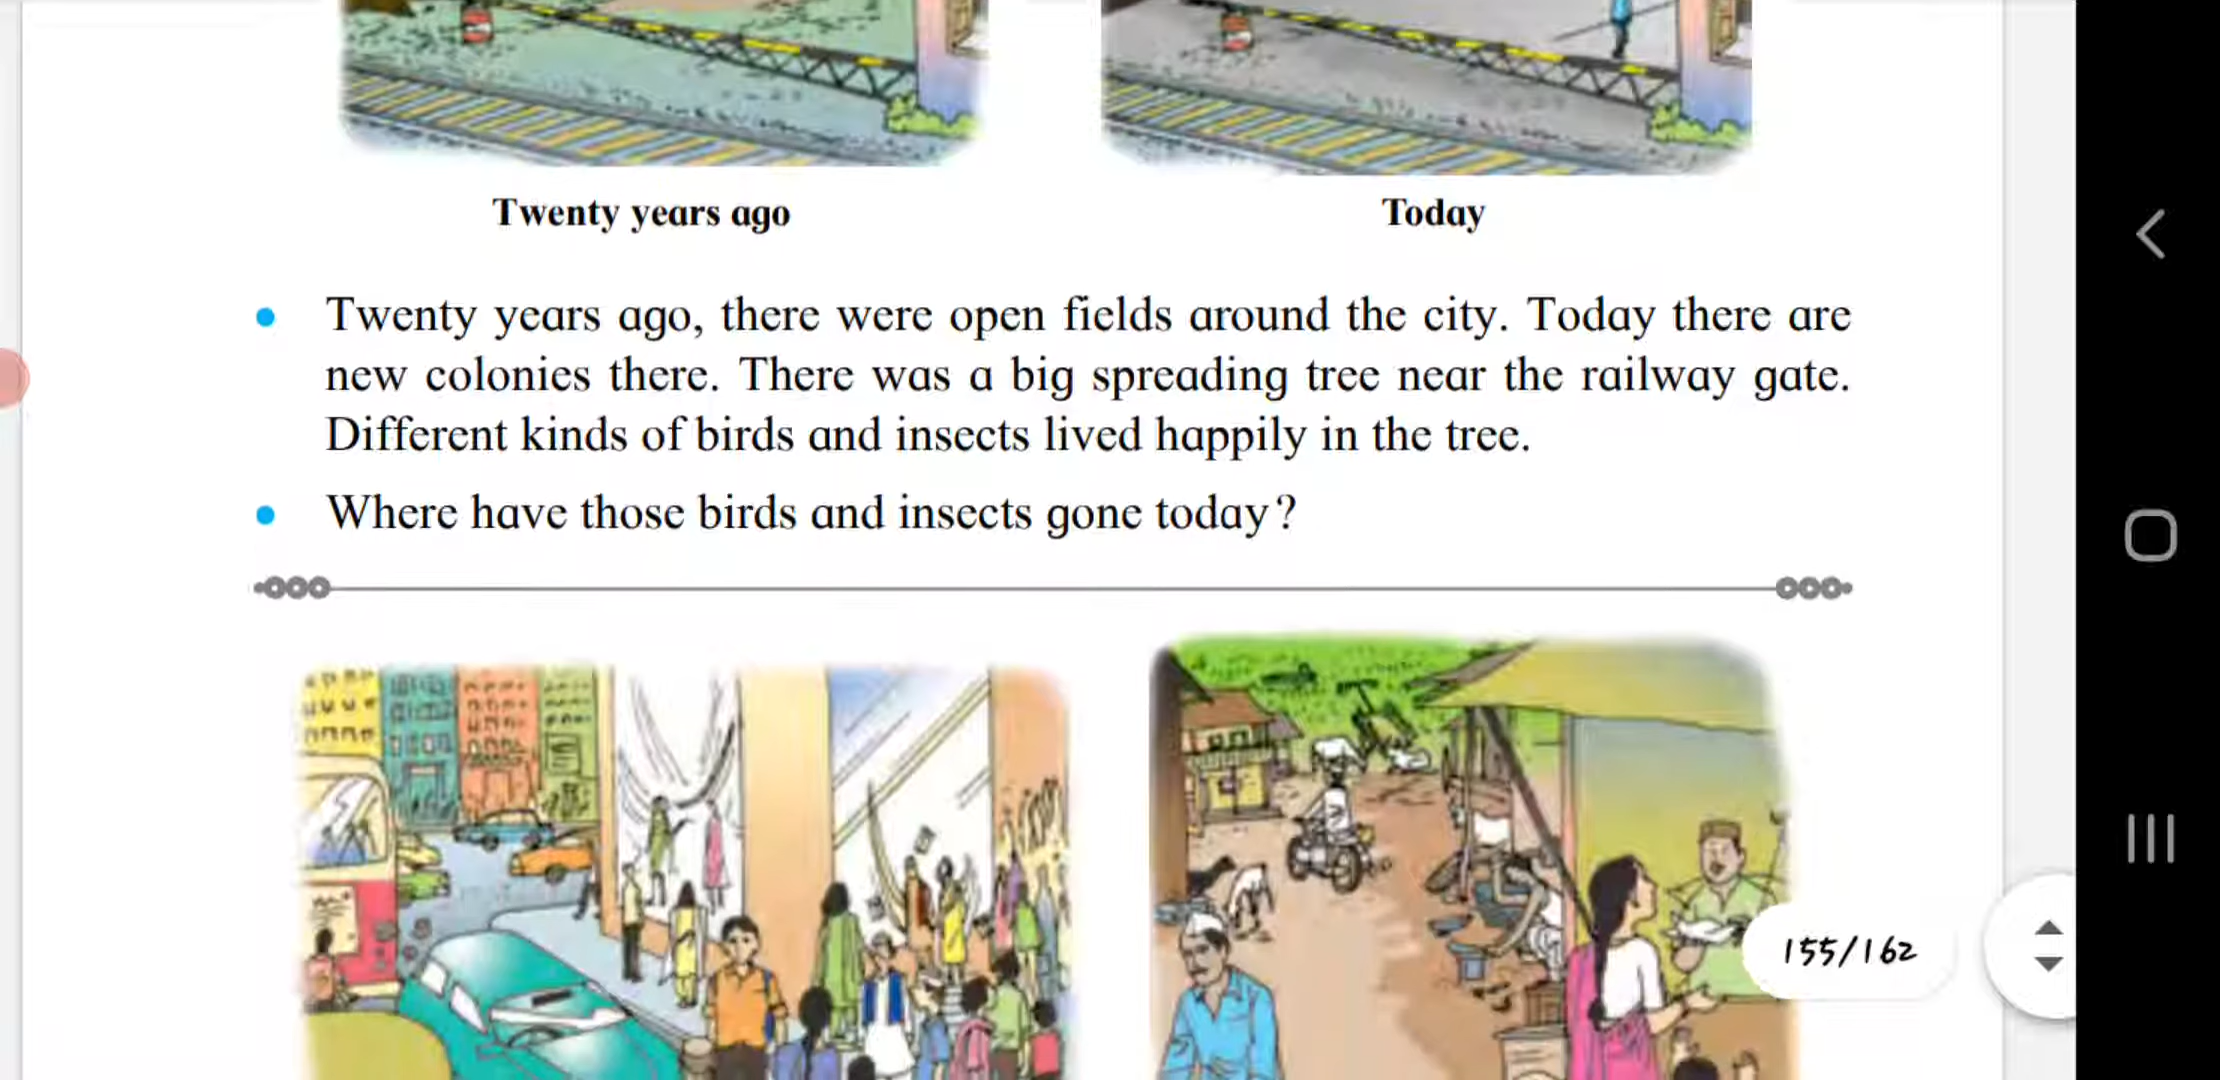 Twenty years ago
Today
• Twenty years ago, there were open fields around the city. Today there are
new colonies there. There was a big spreading tree near the railway gate.
Different kinds of birds and insects lived happily in the tree.
• Where have those birds and insects gone today?
155/162